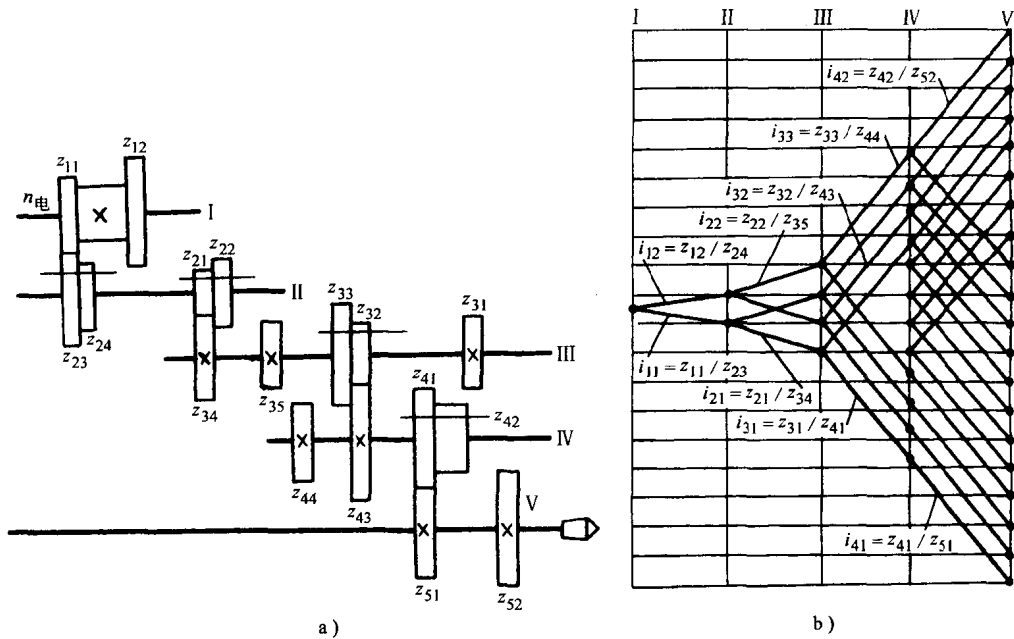 z12
z11
n电
I
z21
z22
II
z23
z24
z33
z32
z31
III
z34
z35
z41
z42
IV
z44
z43
V
z51
z52
a)
I II III IV V
i42 = z42 / z52
i33 = z33 / z44
i32 = z32 / z43
i22 = z22 / z35
i12 = z12 / z24
i11 = z11 / z23
i21 = z21 / z34
i31 = z31 / z41
i41 = z41 / z51
b)